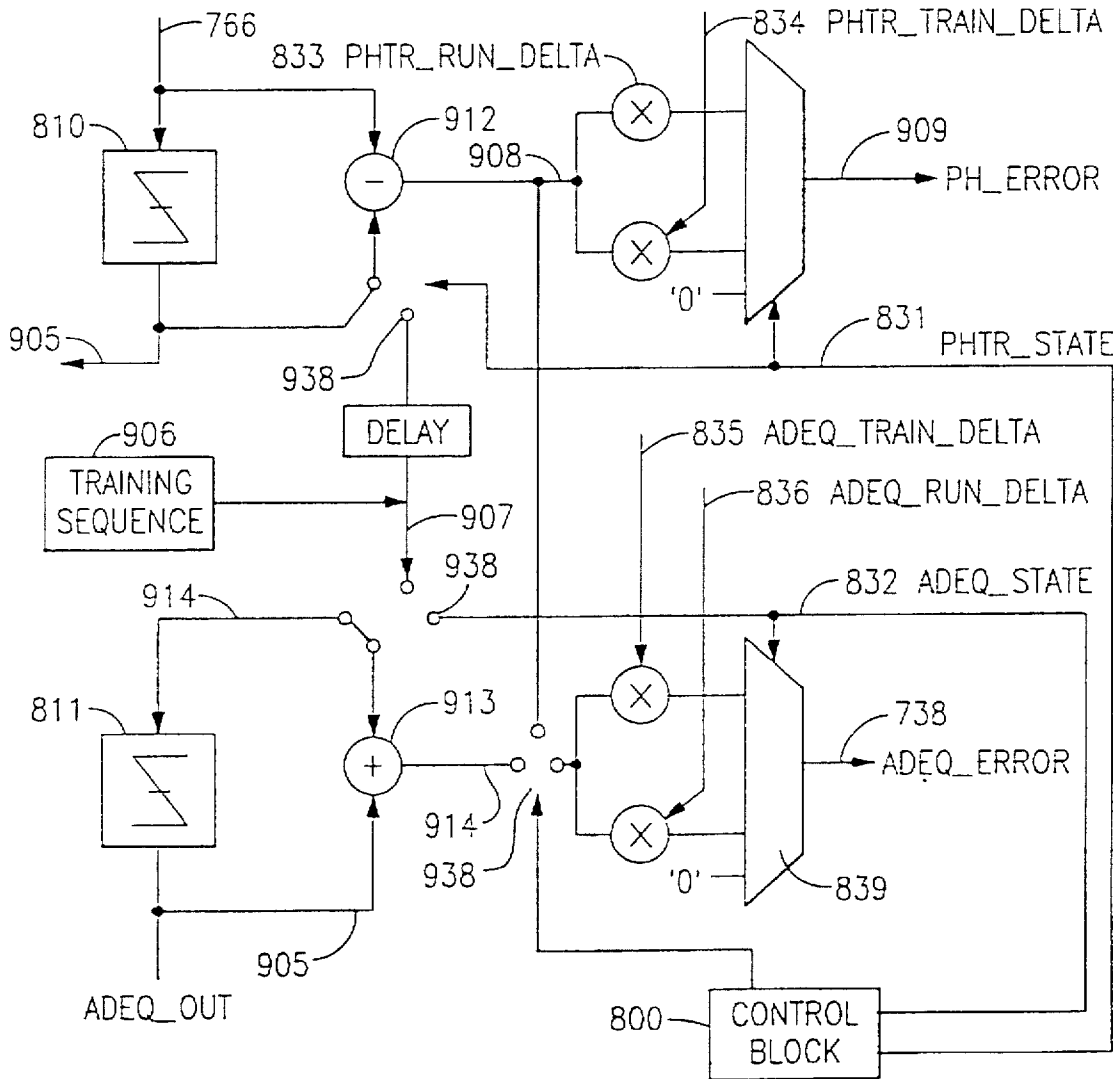 766
834 PHTR_TRAIN_DELTA
833 PHTR_RUN_DELTA
810
912
908
909
PH_ERROR
'0'
905
938
831
PHTR_STATE
DELAY
906
TRAINING
SEQUENCE
907
835 ADEQ_TRAIN_DELTA
836 ADEQ_RUN_DELTA
914
938
832 ADEQ_STATE
811
913
738
ADEQ_ERROR
914
938
'0'
839
905
ADEQ_OUT
800
CONTROL
BLOCK